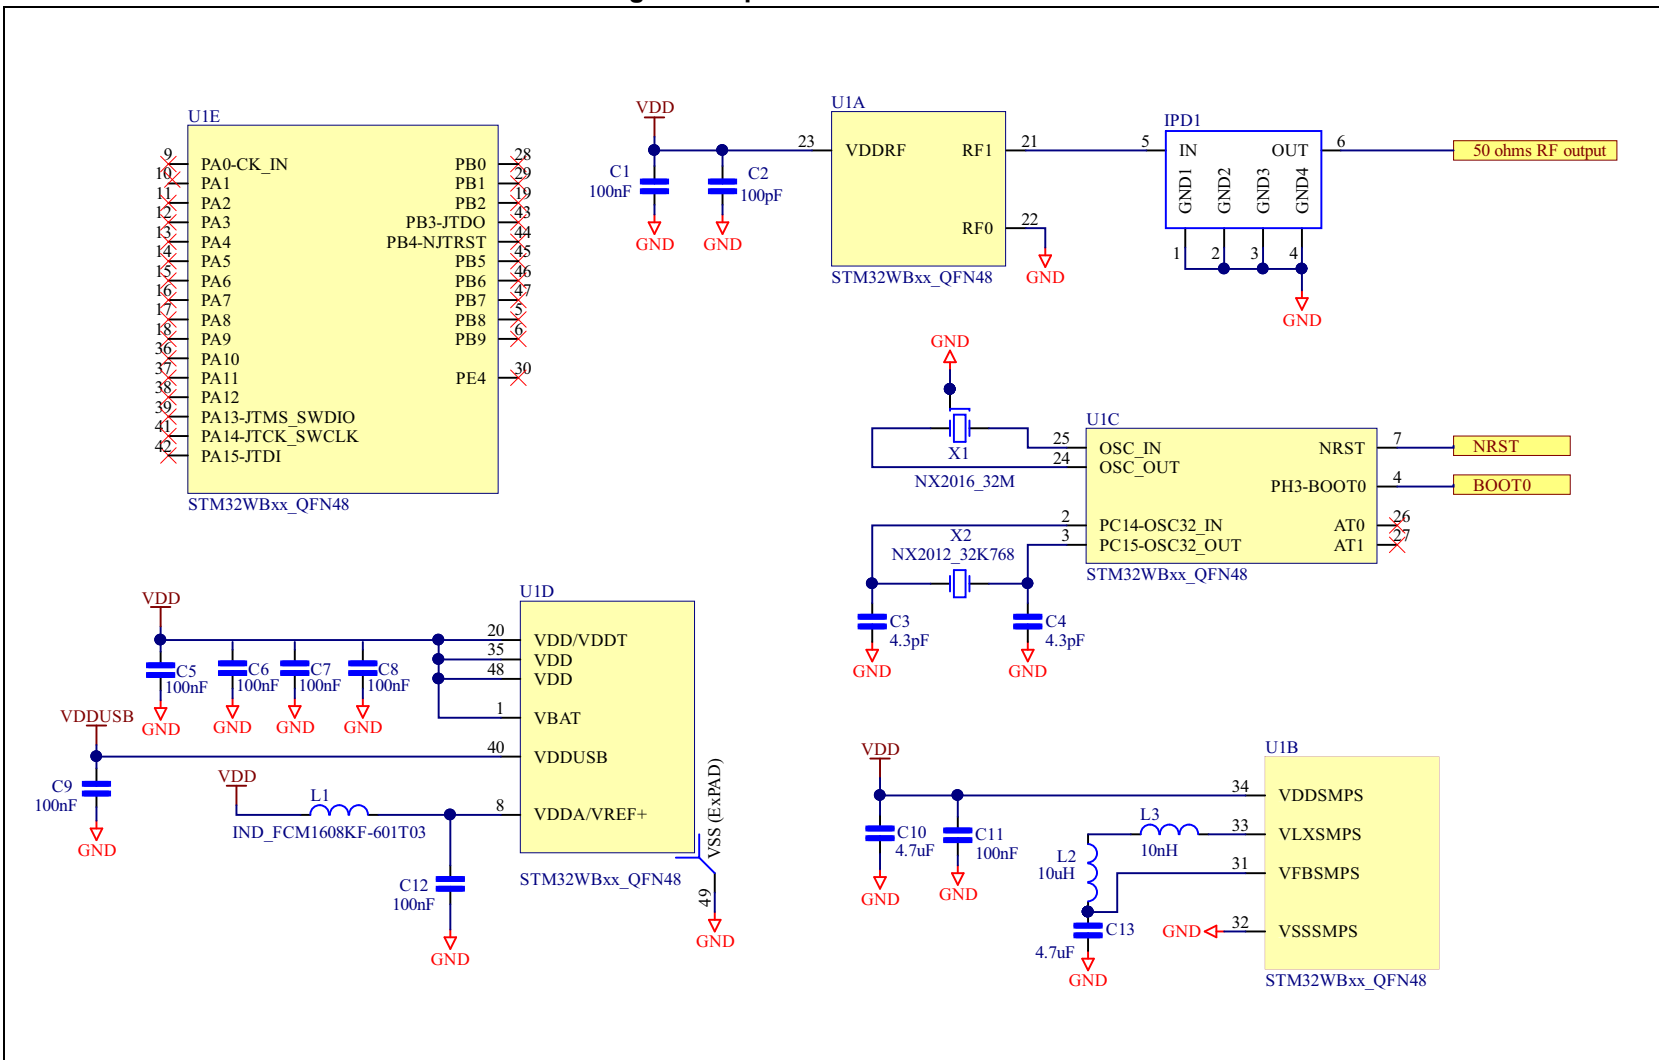 U1E
9 PA0-CK_IN PB0 28
10 PA1 PB1 29
11 PA2 PB2 19
12 PA3 PB3-JTDO 43
13 PA4 PB4-NJTRST 44
14 PA5 PB5 45
15 PA6 PB6 46
16 PA7 PB7 47
17 PA8 PB8 5
18 PA9 PB9 6
36 PA10
37 PA11 PE4 30
38 PA12
39 PA13-JTMS_SWDIO
41 PA14-JTCK_SWCLK
42 PA15-JTDI
STM32WBxx_QFN48
VDD
C1
100nF
GND
C2
100pF
GND
U1A
23 VDDRF RF1 21
RF0 22
GND
STM32WBxx_QFN48
IPD1
5 IN OUT 6
GND1 GND2 GND3 GND4
1 2 3 4
GND
50 ohms RF output
GND
X1
NX2016_32M
U1C
25 OSC_IN NRST 7 NRST
24 OSC_OUT
PH3-BOOT0 4 BOOT0
2 PC14-OSC32_IN AT0 26
3 PC15-OSC32_OUT AT1 27
STM32WBxx_QFN48
X2
NX2012_32K768
C3
4.3pF
GND
C4
4.3pF
GND
VDD
C5
100nF
GND
C6
100nF
GND
C7
100nF
GND
C8
100nF
GND
U1D
20 VDD/VDDT
35 VDD
48 VDD
1 VBAT
40 VDDUSB
8 VDDA/VREF+
VSS (ExPAD)
49
GND
STM32WBxx_QFN48
VDDUSB
C9
100nF
GND
VDD
L1
IND_FCM1608KF-601T03
C12
100nF
GND
VDD
C10
4.7uF
GND
C11
100nF
GND
U1B
34 VDDSMPS
33 VLXSMPS
31 VFBSMPS
32 VSSSMPS
STM32WBxx_QFN48
L3
10nH
L2
10uH
C13
4.7uF
GND
GND